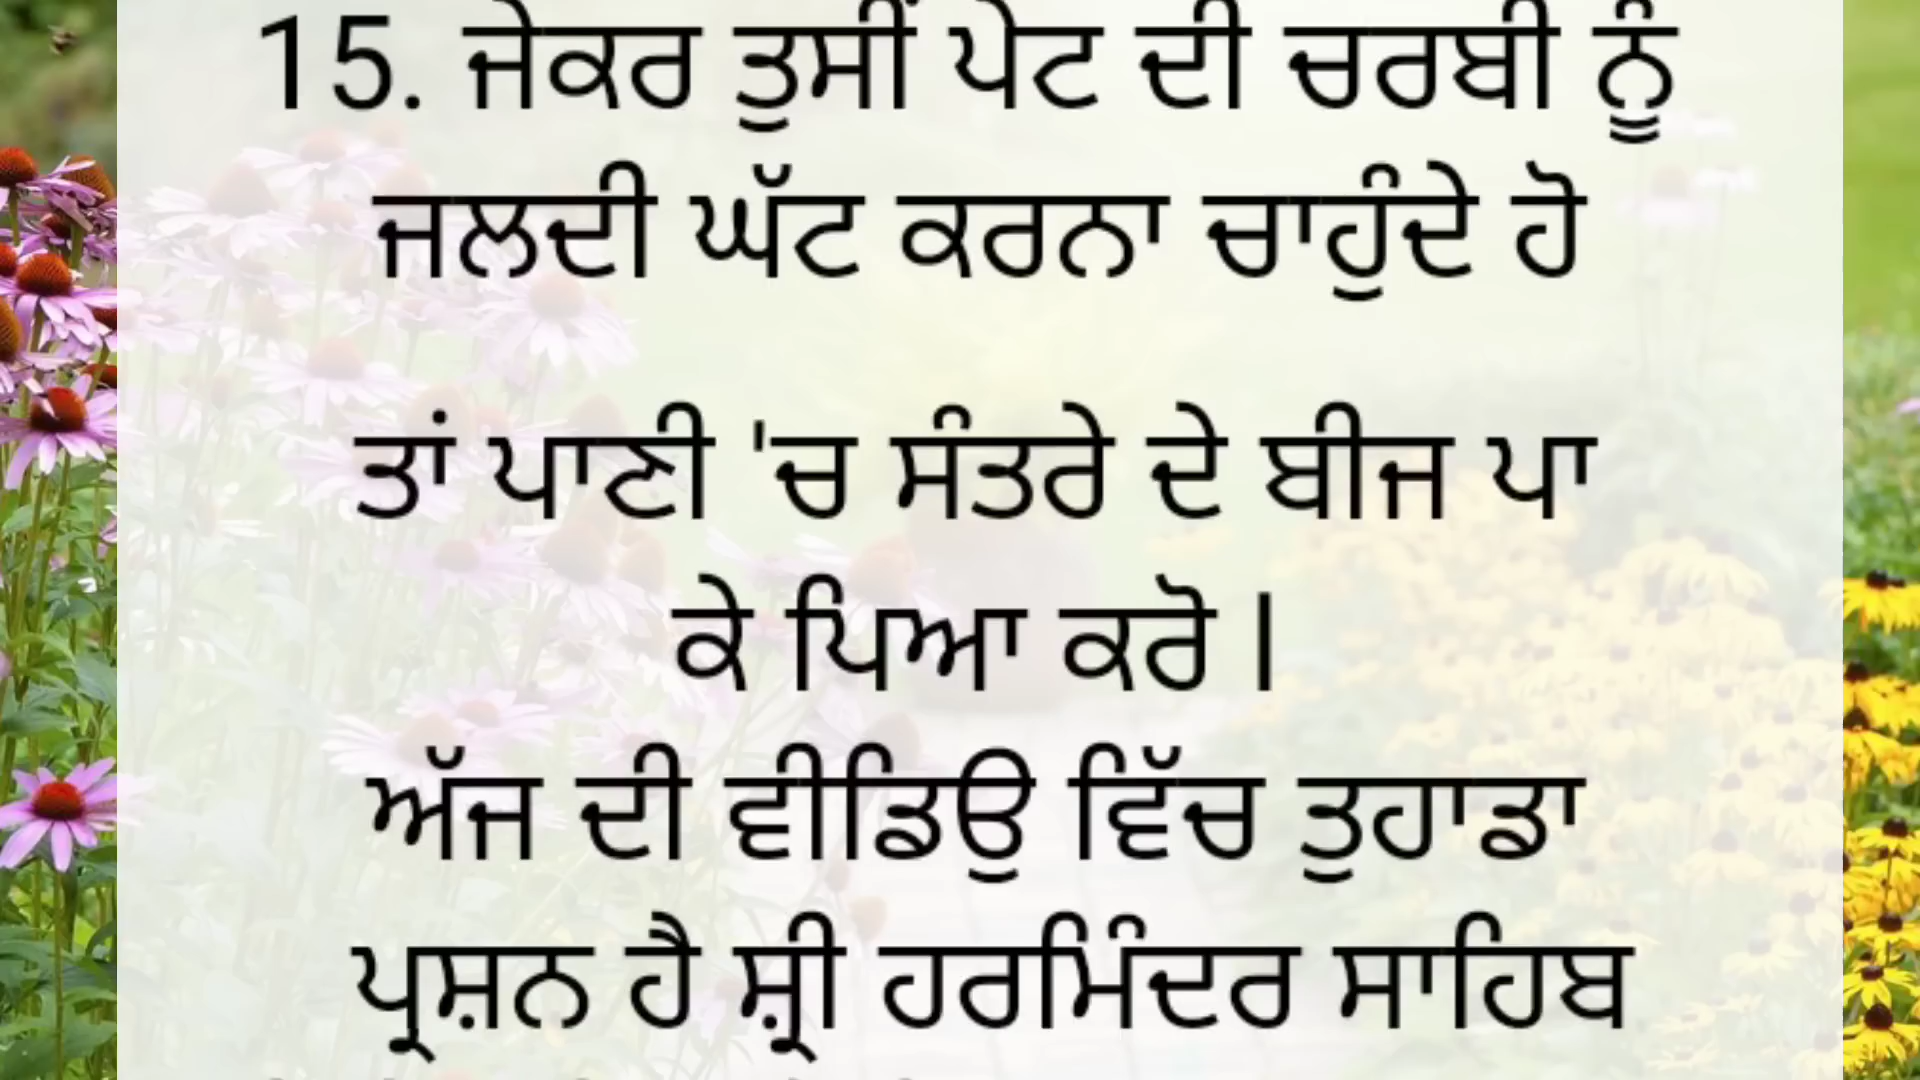 15. ਜੇਕਰ ਤੁਸੀਂ ਪੇਟ ਦੀ ਚਰਬੀ ਨੂੰ
ਜਲਦੀ ਘੱਟ ਕਰਨਾ ਚਾਹੁੰਦੇ ਹੋ
ਤਾਂ ਪਾਣੀ 'ਚ ਸੰਤਰੇ ਦੇ ਬੀਜ ਪਾ
ਕੇ ਪਿਆ ਕਰੋ |
ਅੱਜ ਦੀ ਵੀਡਿਉ ਵਿੱਚ ਤੁਹਾਡਾ
ਪ੍ਰਸ਼ਨ ਹੈ ਸ਼੍ਰੀ ਹਰਮਿੰਦਰ ਸਾਹਿਬ